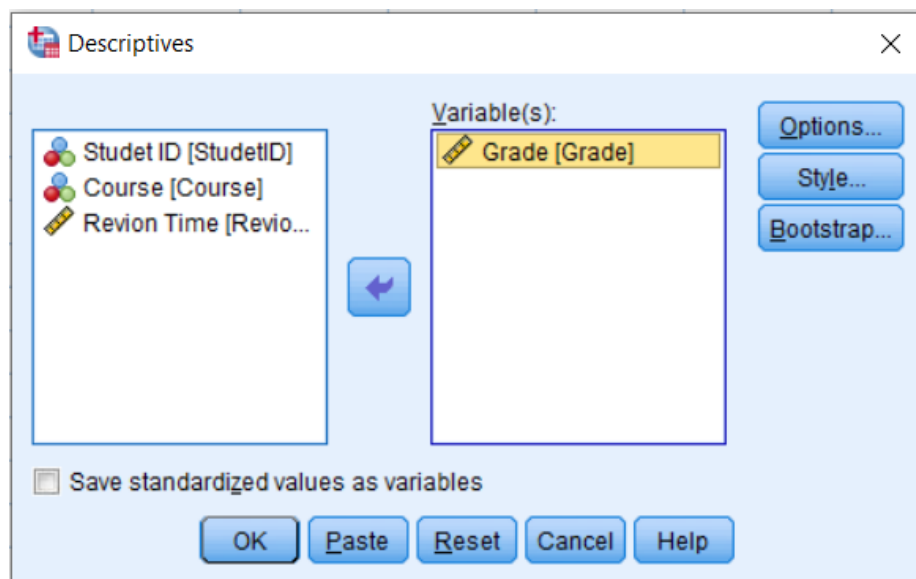 Descriptives
Variable(s):
Studet ID [StudetID]
Course [Course]
Revion Time [Revio...
Grade [Grade]
Options...
Style...
Bootstrap...
Save standardized values as variables
OK Paste Reset Cancel Help